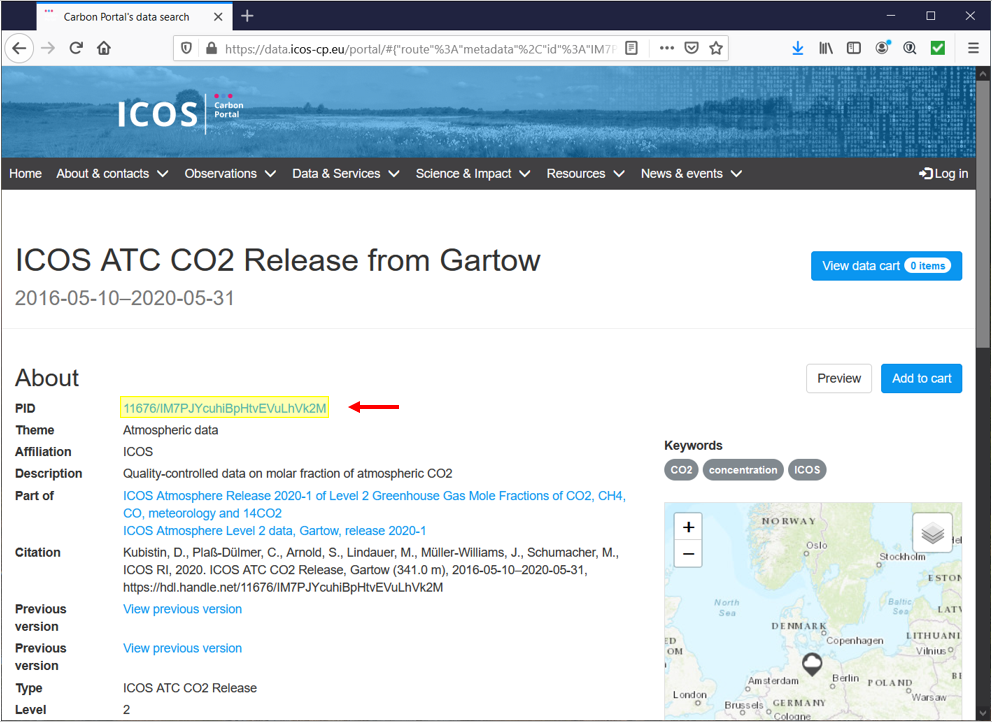 Carbon Portal's data search
https://data.icos-cp.eu/portal/#{"route"%3A"metadata"%2C"id"%3A"IM7P
ICOS Carbon Portal
Home About & contacts Observations Data & Services Science & Impact Resources News & events Log in
ICOS ATC CO2 Release from Gartow
2016-05-10–2020-05-31
View data cart 0 items
About
Preview Add to cart
PID 11676/IM7PJYcuhiBpHtvEVuLhVk2M
Theme Atmospheric data
Affiliation ICOS
Description Quality-controlled data on molar fraction of atmospheric CO2
Part of ICOS Atmosphere Release 2020-1 of Level 2 Greenhouse Gas Mole Fractions of CO2, CH4,
CO, meteorology and 14CO2
ICOS Atmosphere Level 2 data, Gartow, release 2020-1
Citation Kubistin, D., Plaß-Dülmer, C., Arnold, S., Lindauer, M., Müller-Williams, J., Schumacher, M.,
ICOS RI, 2020. ICOS ATC CO2 Release, Gartow (341.0 m), 2016-05-10–2020-05-31,
https://hdl.handle.net/11676/IM7PJYcuhiBpHtvEVuLhVk2M
Previous version View previous version
Previous version View previous version
Type ICOS ATC CO2 Release
Level 2
Keywords
CO2 concentration ICOS
+
−
NORWAY
Oslo
Stockholm
ESTON
North Sea
Baltic Sea
LATV
DENMARK
Copenhagen
LITHUANI
Vilnius
ED
OM
Amsterdam
Berlin
POLAND
Warsaw
BI
London
Brussels
GERMANY
Cologne